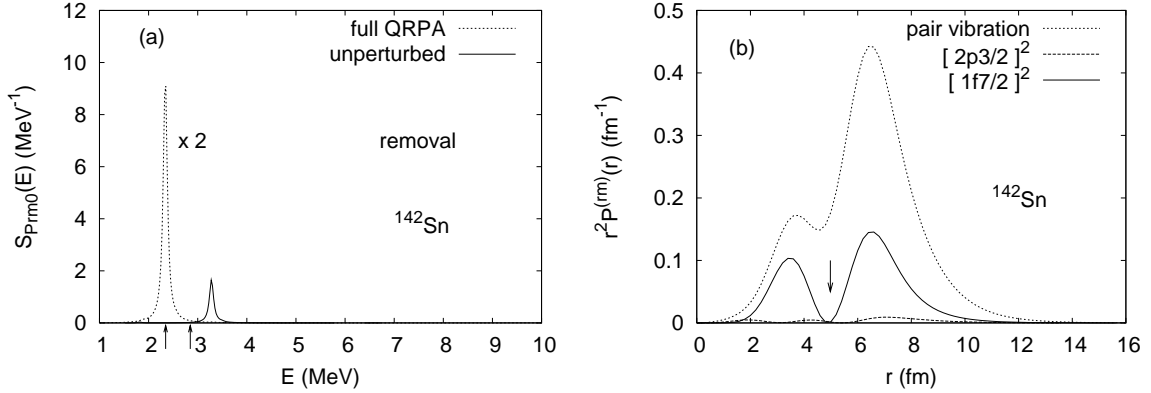 (a)
full QRPA
unperturbed
x 2
removal
¹⁴²Sn
S_Prm0(E) (MeV⁻¹)
12
10
8
6
4
2
0
1 2 3 4 5 6 7 8 9 10
E (MeV)
(b)
pair vibration
[ 2p3/2 ]²
[ 1f7/2 ]²
¹⁴²Sn
r²P⁽ʳᵐ⁾(r) (fm⁻¹)
0.5
0.4
0.3
0.2
0.1
0
0 2 4 6 8 10 12 14 16
r (fm)